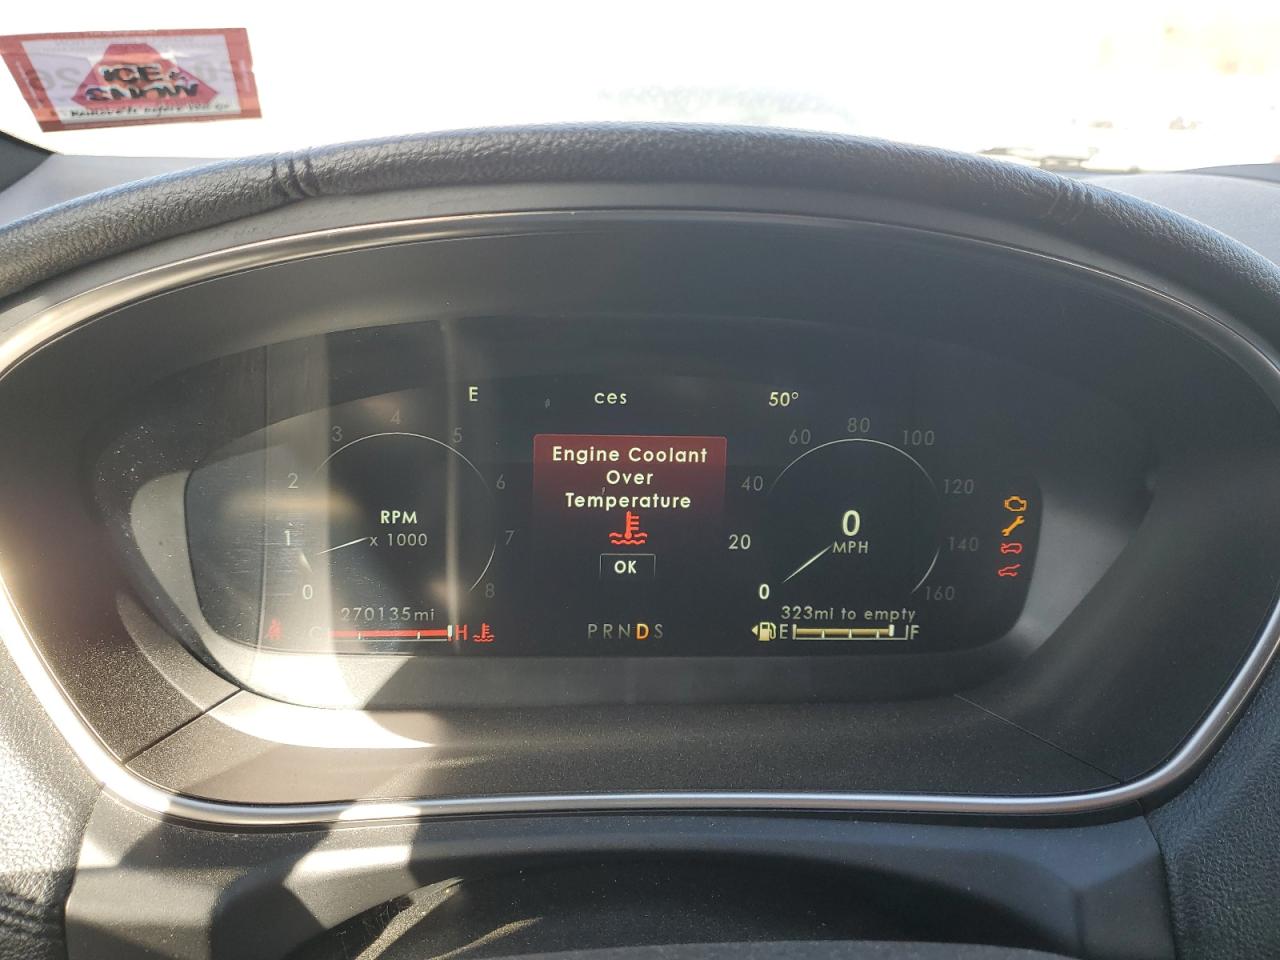 ICE &
SNOW
E ces 50°
Engine Coolant
Over
Temperature
OK
0 1 2 3 4 5 6 7 8
RPM
x 1000
0 20 40 60 80 100 120 140 160
0
MPH
270135mi
323mi to empty
C H
PRNDS
E F